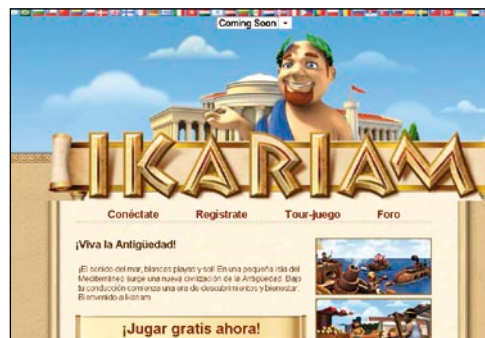 Coming Soon
IKARIAM
Conéctate Regístrate Tour-Juego Foro
¡Viva la Antigüedad!
¡El sonido del mar, blancas playas y sol! En una pequeña isla del
Mediterráneo surge una nueva civilización de la Antigüedad. Bajo
tu conducción comienza una era de descubrimientos y bienestar.
Bienvenido a Ikariam
¡Jugar gratis ahora!